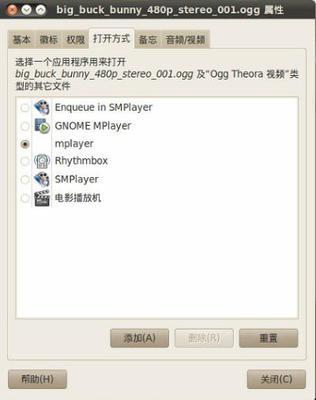 big_buck_bunny_480p_stereo_001.ogg 属性
基本 徽标 权限 打开方式 备忘 音频/视频
选择一个应用程序用来打开
big_buck_bunny_480p_stereo_001.ogg 及“Ogg Theora 视频”类
型的其它文件
Enqueue in SMPlayer
GNOME MPlayer
mplayer
Rhythmbox
SMPlayer
电影播放机
添加(A) 删除(R) 重置
帮助(H) 关闭(C)